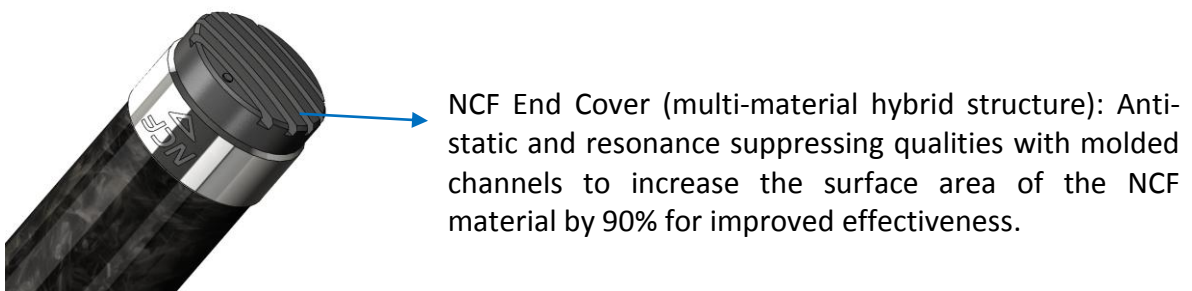 NCF
NCF End Cover (multi-material hybrid structure): Anti-
static and resonance suppressing qualities with molded
channels to increase the surface area of the NCF
material by 90% for improved effectiveness.